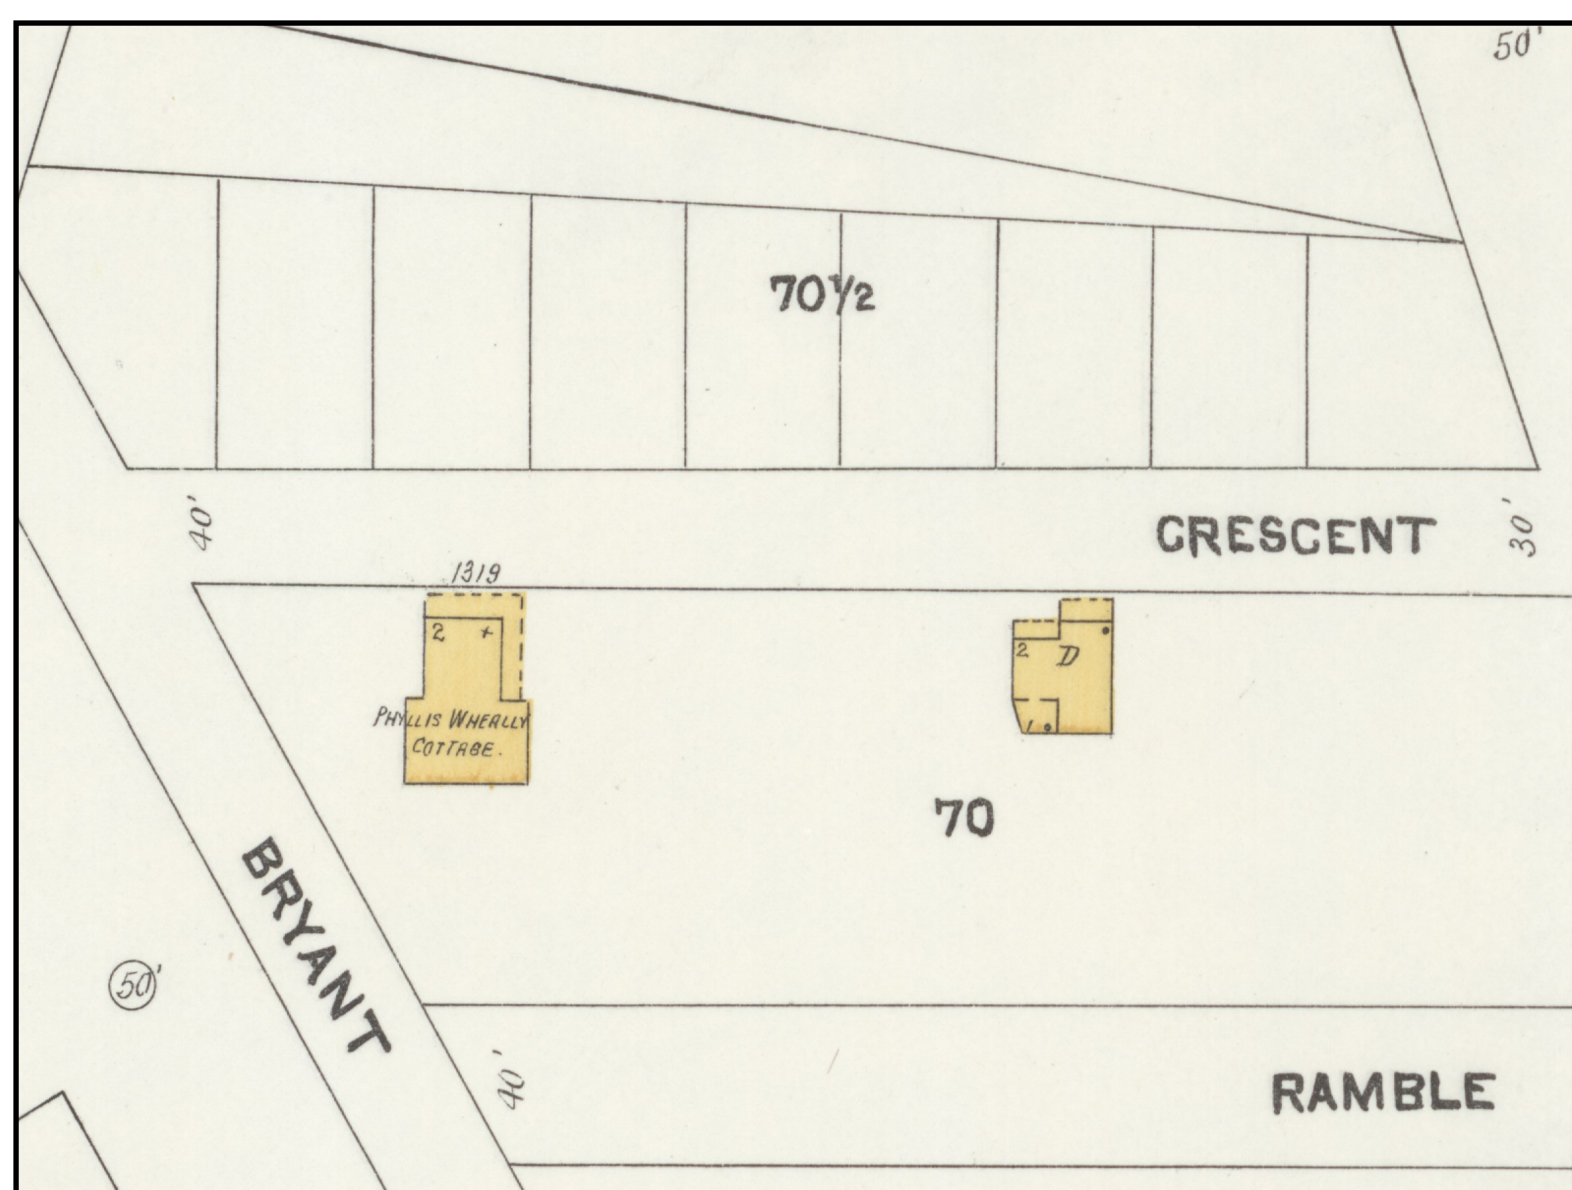 50'
70½
40'
CRESCENT
30'
1319
2 x
2 D
PHYLLIS WHEALLY
COTTAGE.
1
70
BRYANT
50'
40'
RAMBLE